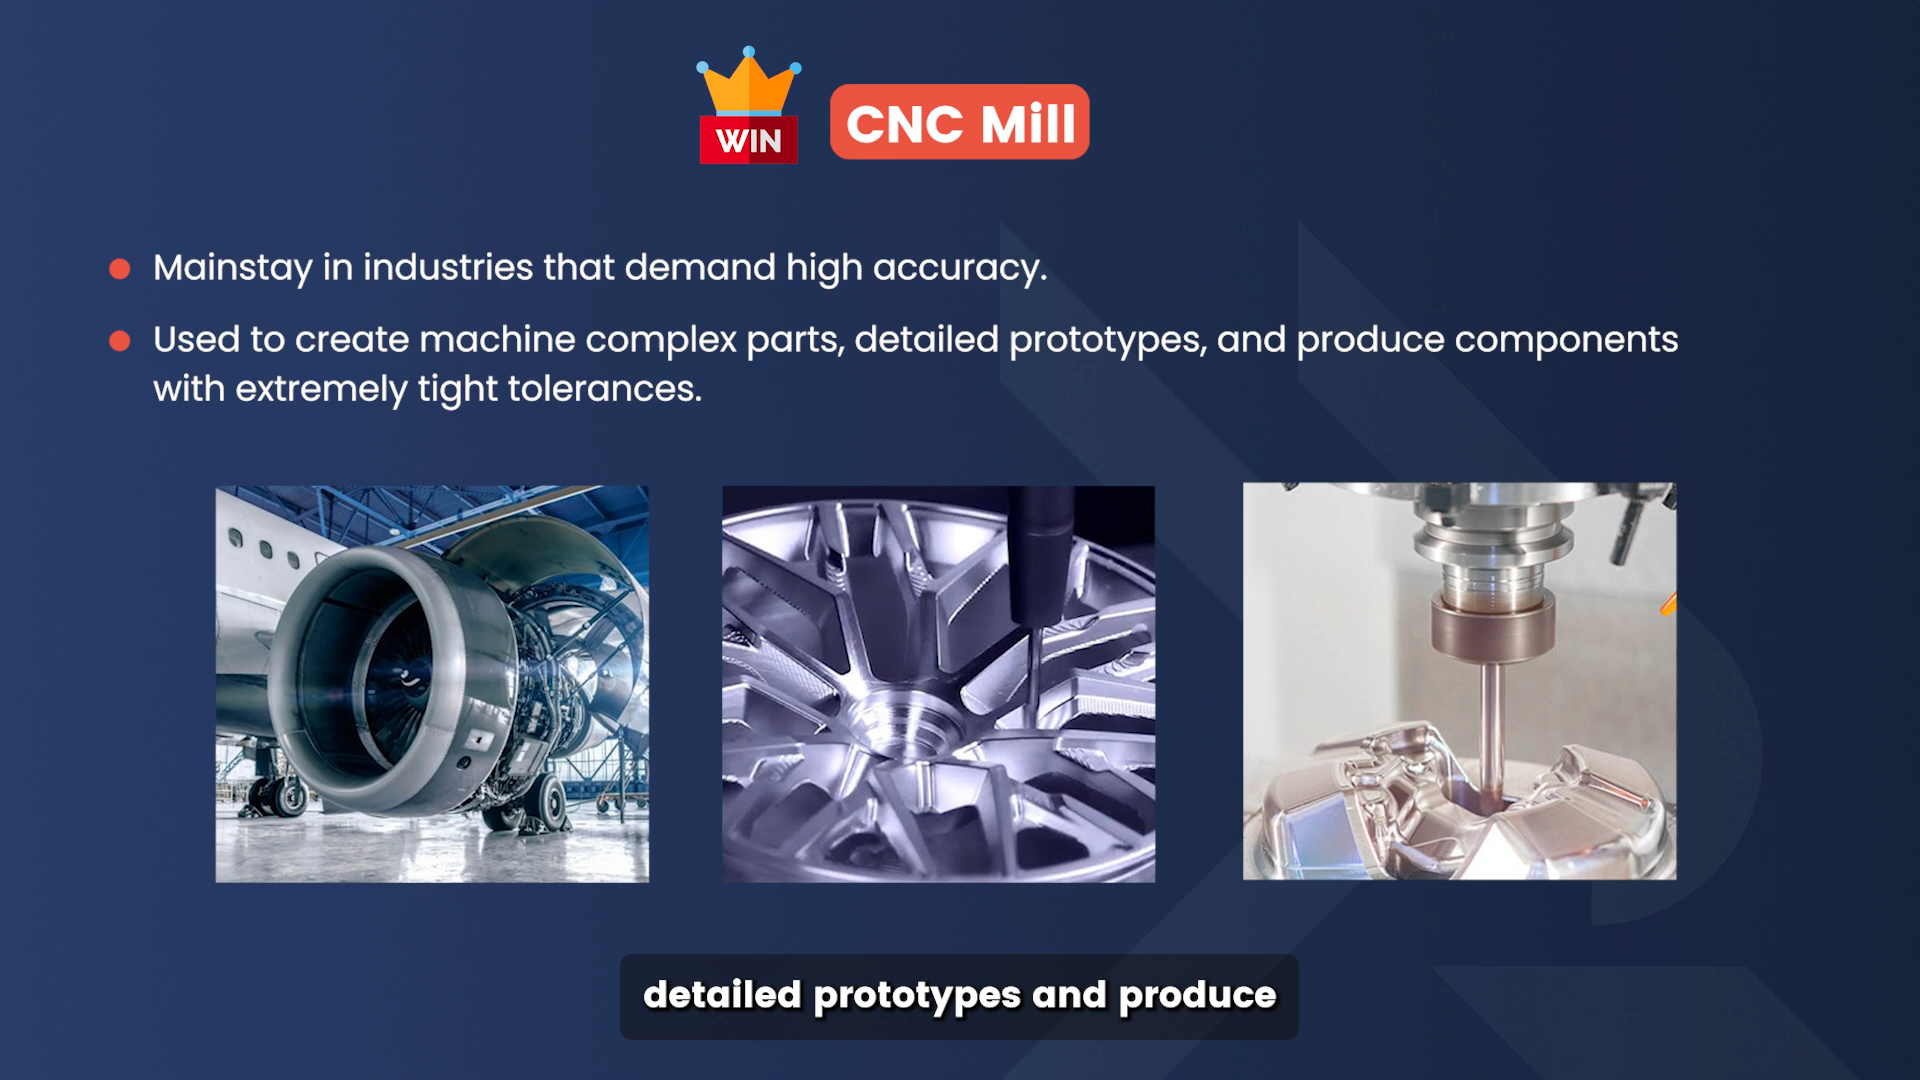 WIN
CNC Mill
Mainstay in industries that demand high accuracy.
Used to create machine complex parts, detailed prototypes, and produce components
with extremely tight tolerances.
detailed prototypes and produce